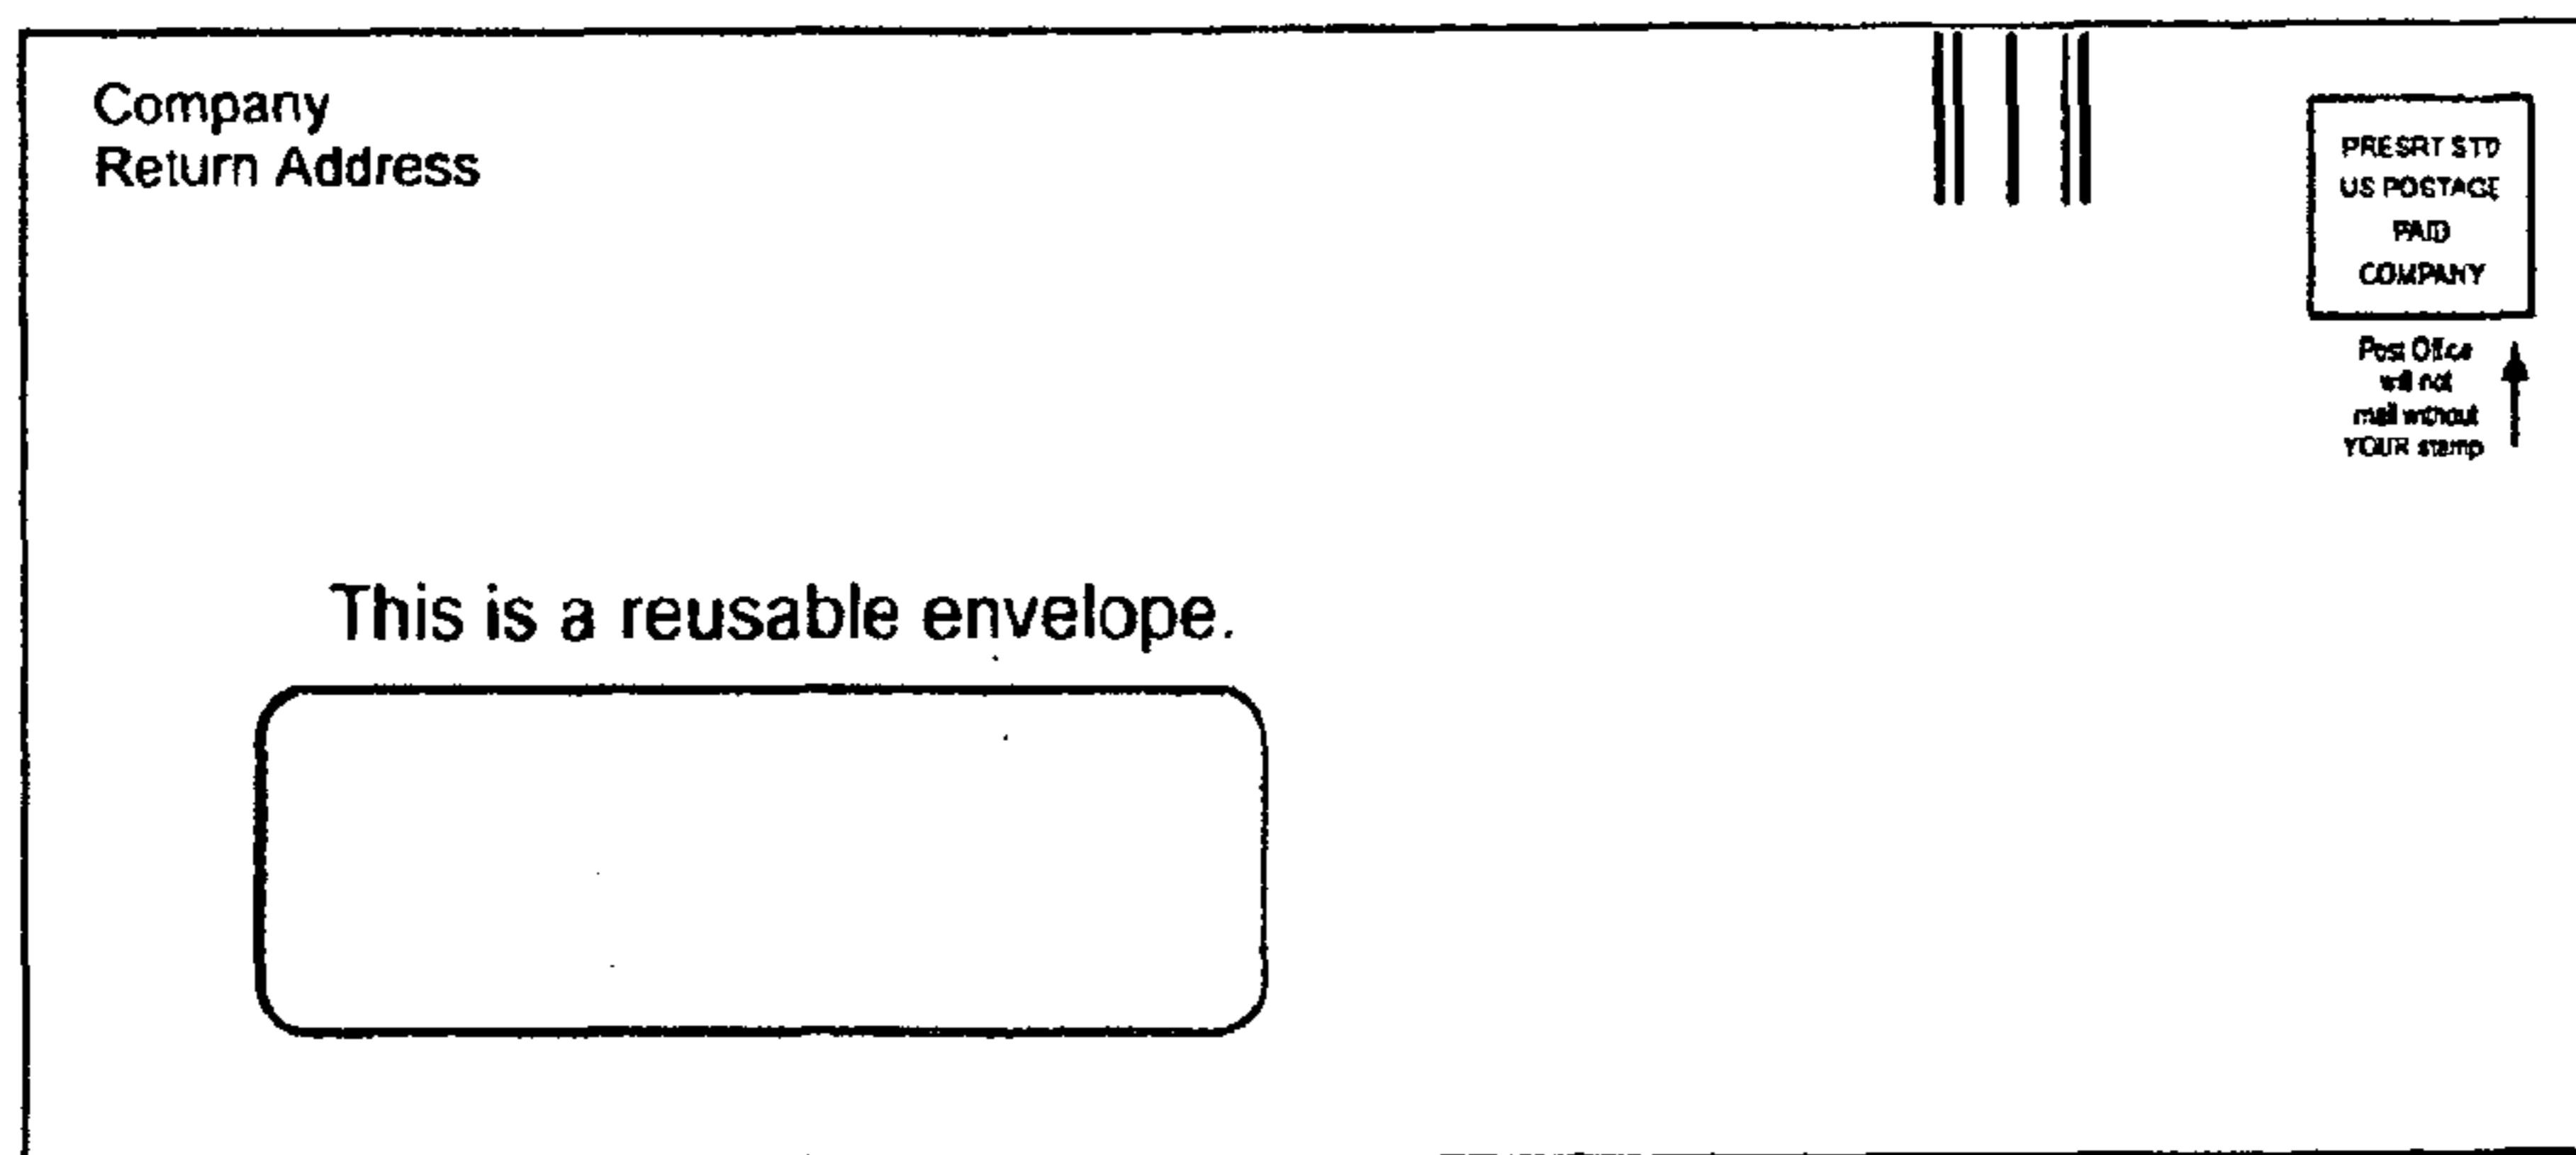 Company
Return Address
PRESRT STD
US POSTAGE
PAID
COMPANY
Post Office
will not
mail without
YOUR stamp
This is a reusable envelope.